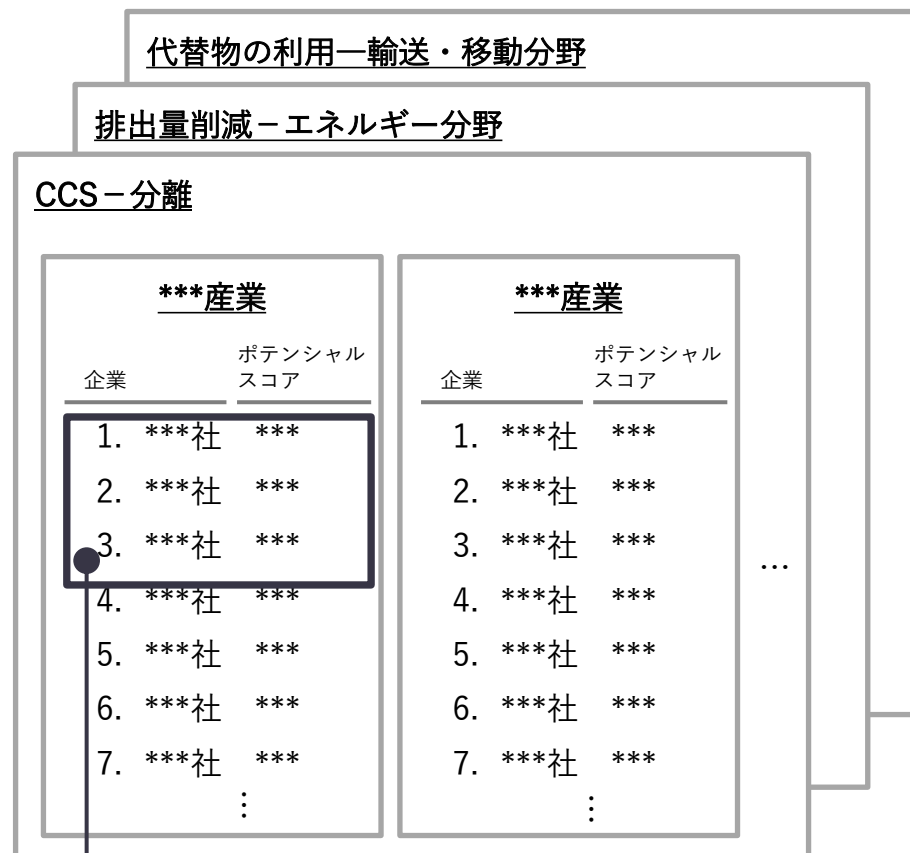 代替物の利用―輸送・移動分野
排出量削減－エネルギー分野
CCS－分離
***産業
企業
ポテンシャル
スコア
1. ***社 ***
2. ***社 ***
3. ***社 ***
4. ***社 ***
5. ***社 ***
6. ***社 ***
7. ***社 ***
⋮
***産業
企業
ポテンシャル
スコア
1. ***社 ***
2. ***社 ***
3. ***社 ***
4. ***社 ***
5. ***社 ***
6. ***社 ***
7. ***社 ***
⋮
…